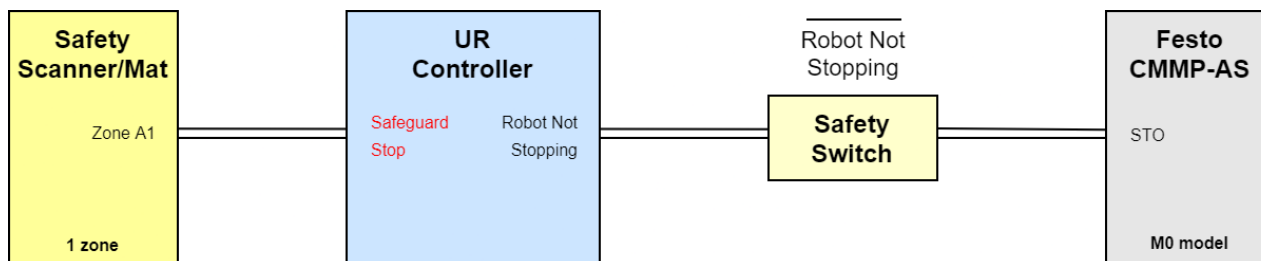 Safety
Scanner/Mat
Zone A1
1 zone
UR
Controller
Safeguard
Stop
Robot Not
Stopping
Robot Not
Stopping
Safety
Switch
Festo
CMMP-AS
STO
M0 model